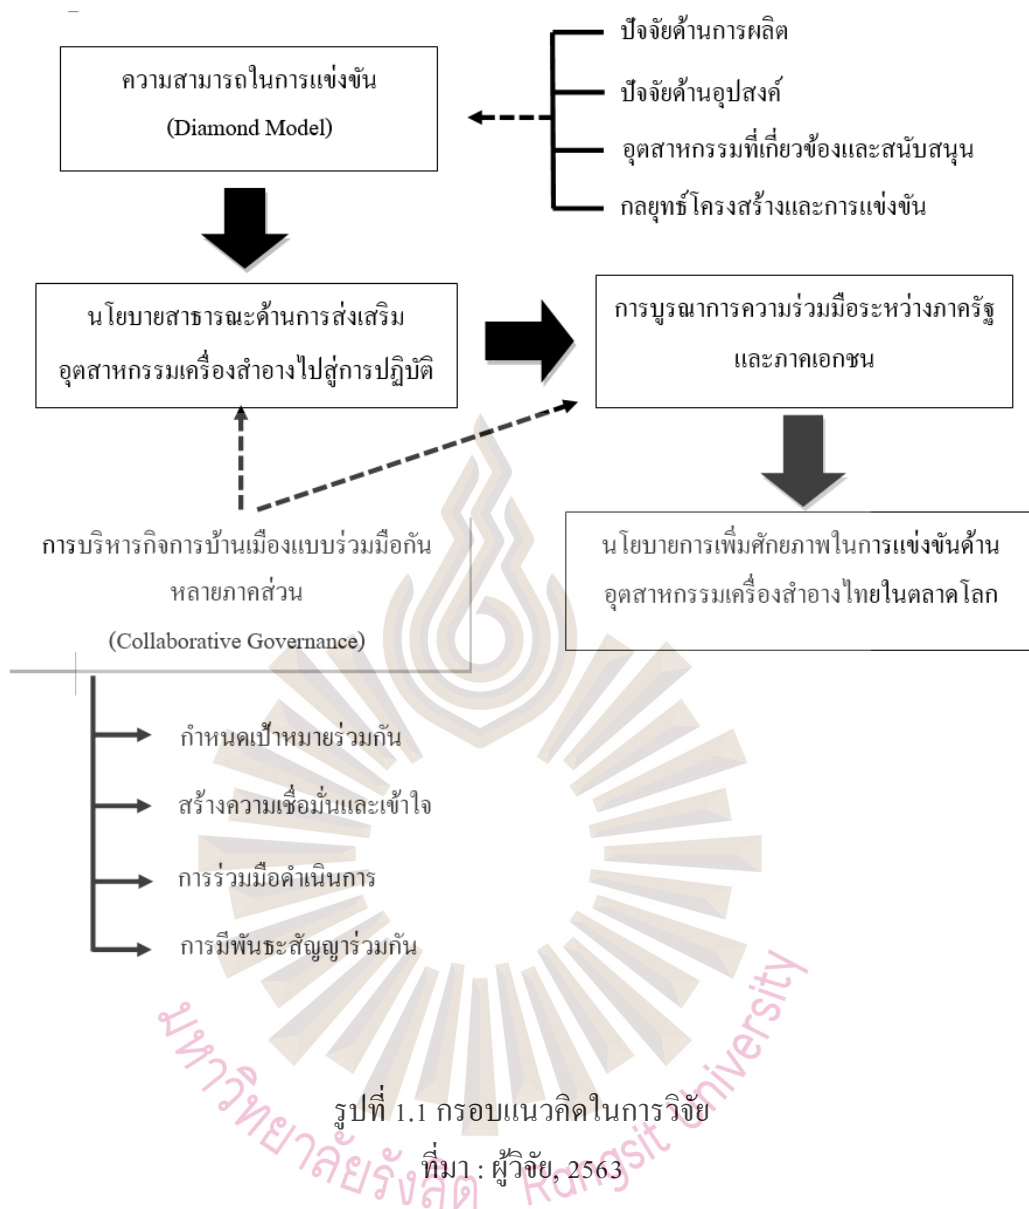 ความสามารถในการแข่งขัน
(Diamond Model)
ปัจจัยด้านการผลิต
ปัจจัยด้านอุปสงค์
อุตสาหกรรมที่เกี่ยวข้องและสนับสนุน
กลยุทธ์โครงสร้างและการแข่งขัน
นโยบายสาธารณะด้านการส่งเสริม
อุตสาหกรรมเครื่องสำอางไปสู่การปฏิบัติ
การบูรณาการความร่วมมือระหว่างภาครัฐ
และภาคเอกชน
การบริหารกิจการบ้านเมืองแบบร่วมมือกัน
หลายภาคส่วน
(Collaborative Governance)
นโยบายการเพิ่มศักยภาพในการแข่งขันด้าน
อุตสาหกรรมเครื่องสำอางไทยในตลาดโลก
กำหนดเป้าหมายร่วมกัน
สร้างความเชื่อมั่นและเข้าใจ
การร่วมมือดำเนินการ
การมีพันธะสัญญาร่วมกัน
รูปที่ 1.1 กรอบแนวคิดในการวิจัย
ที่มา : ผู้วิจัย, 2563
มหาวิทยาลัยรังสิต Rangsit University